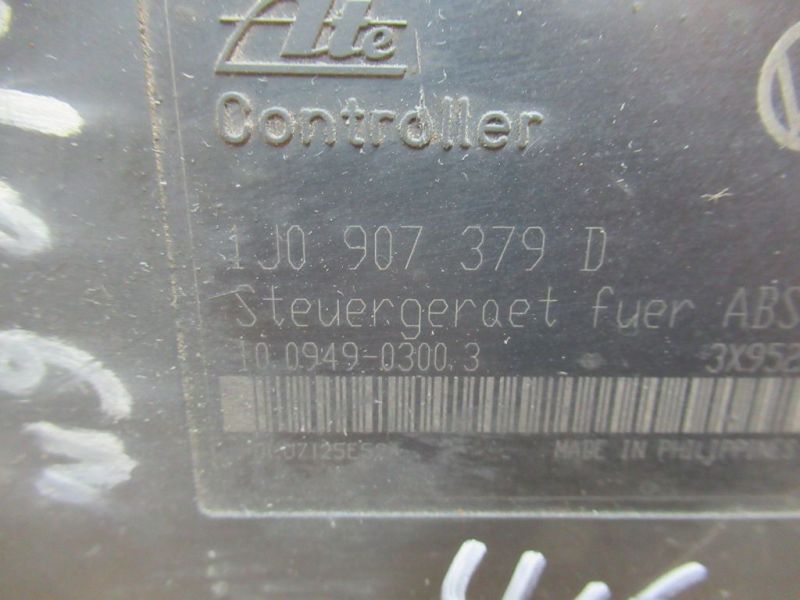 Ate
Controller
1J0 907 379 D
Steuergeraet fuer ABS
10.0949-0300.3 3X952
MADE IN PHILIPPINES